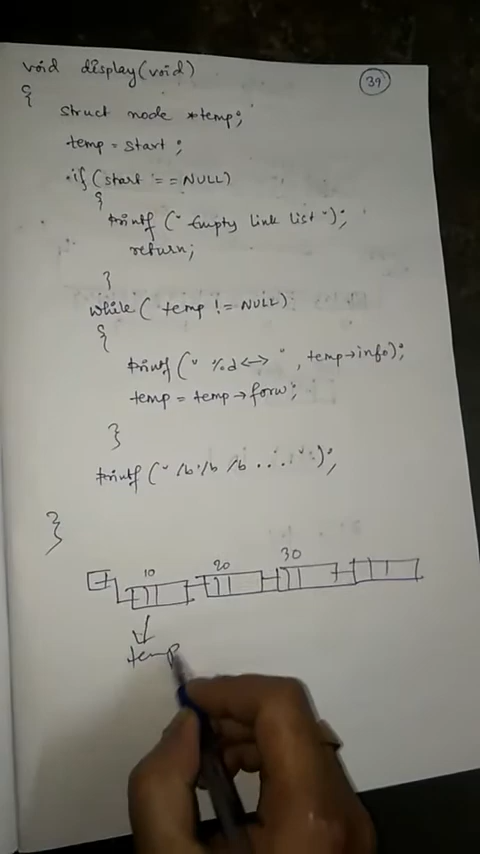 void display(void)
39
{
struct node *temp;
temp = start ;
if (start == NULL)
{
printf (" Empty link list ");
return;
}
while( temp != NULL)
{
printf (" %d<-> " , temp→info);
temp = temp→forw;
}
printf (" /b /b /b .... ");
}
10 20 30
temp